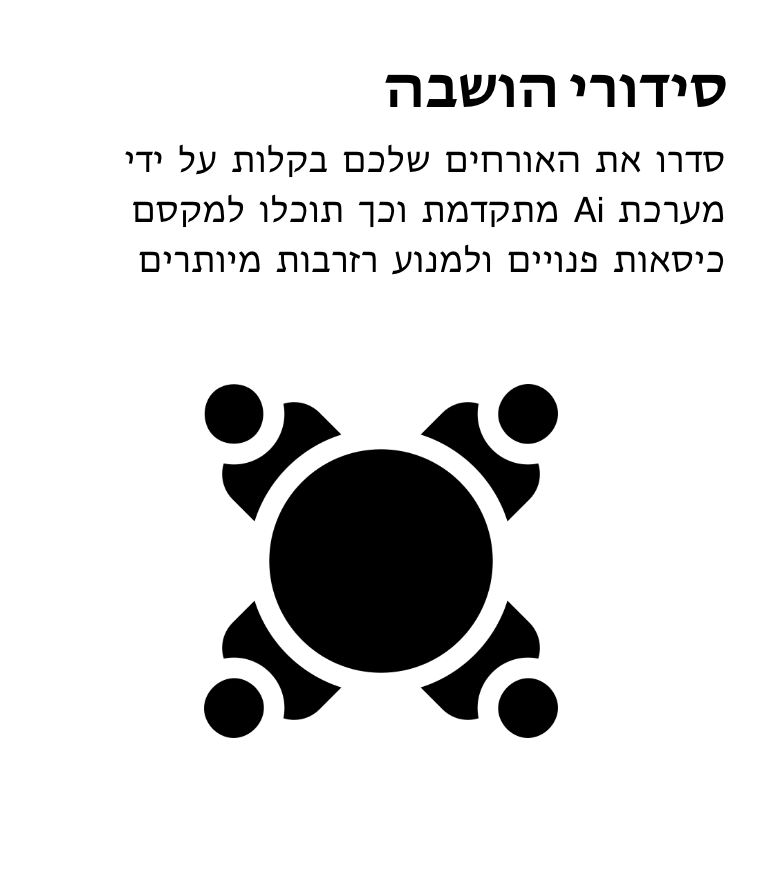 סידורי הושבה
סדרו את האורחים שלכם בקלות על ידי
מערכת Ai מתקדמת וכך תוכלו למקסם
כיסאות פנויים ולמנוע רזרבות מיותרים